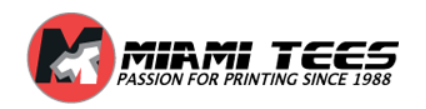 MIAMI TEES
PASSION FOR PRINTING SINCE 1988